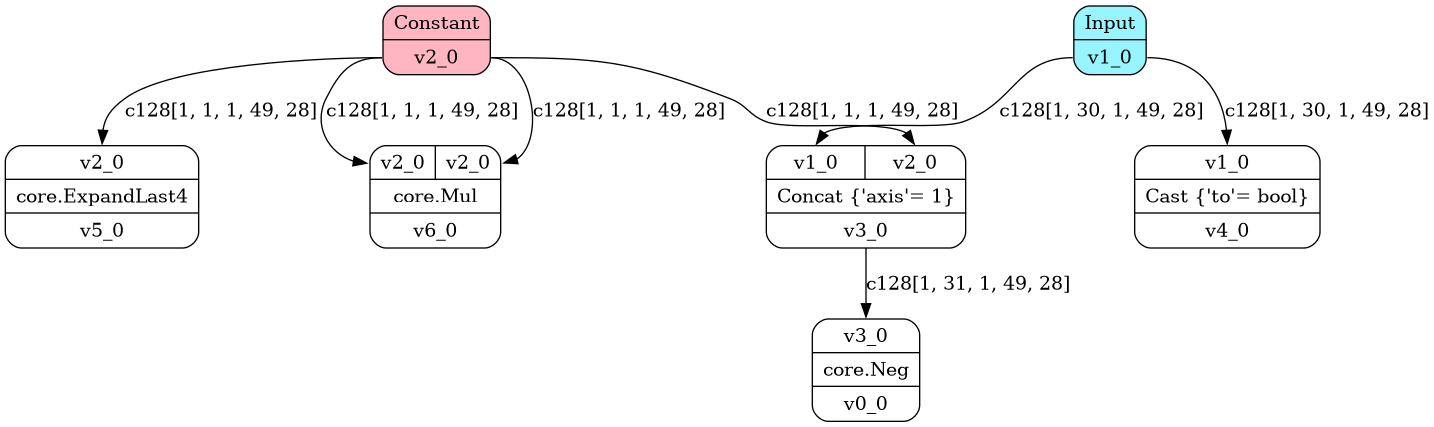 Constant
v2_0
Input
v1_0
c128[1, 1, 1, 49, 28]
c128[1, 1, 1, 49, 28]
c128[1, 1, 1, 49, 28]
c128[1, 1, 1, 49, 28]
c128[1, 30, 1, 49, 28]
c128[1, 30, 1, 49, 28]
v2_0
core.ExpandLast4
v5_0
v2_0 v2_0
core.Mul
v6_0
v1_0 v2_0
Concat {'axis'= 1}
v3_0
v1_0
Cast {'to'= bool}
v4_0
c128[1, 31, 1, 49, 28]
v3_0
core.Neg
v0_0